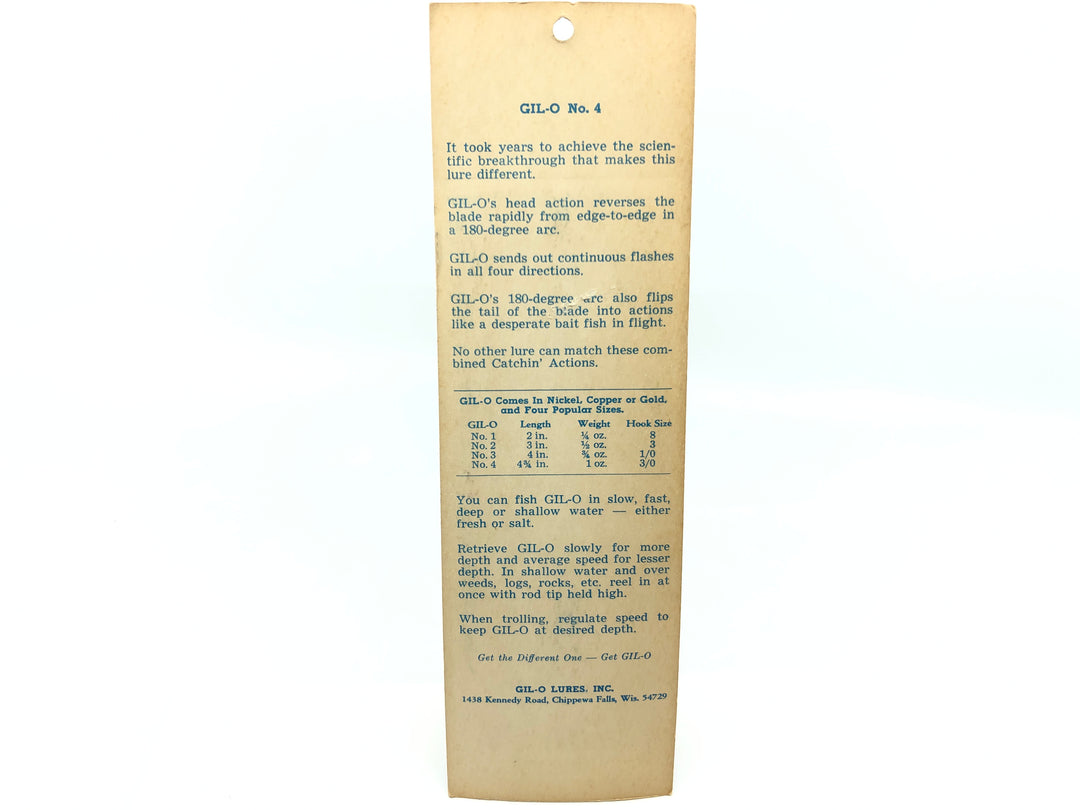 GIL-O No. 4
It took years to achieve the scien-
tific breakthrough that makes this
lure different.
GIL-O's head action reverses the
blade rapidly from edge-to-edge in
a 180-degree arc.
GIL-O sends out continuous flashes
in all four directions.
GIL-O's 180-degree arc also flips
the tail of the blade into actions
like a desperate bait fish in flight.
No other lure can match these com-
bined Catchin' Actions.
GIL-O Comes In Nickel, Copper or Gold,
and Four Popular Sizes.
GIL-O Length Weight Hook Size
No. 1 2 in. ¼ oz. 8
No. 2 3 in. ½ oz. 3
No. 3 4 in. ¾ oz. 1/0
No. 4 4¾ in. 1 oz. 3/0
You can fish GIL-O in slow, fast,
deep or shallow water — either
fresh or salt.
Retrieve GIL-O slowly for more
depth and average speed for lesser
depth. In shallow water and over
weeds, logs, rocks, etc. reel in at
once with rod tip held high.
When trolling, regulate speed to
keep GIL-O at desired depth.
Get the Different One — Get GIL-O
GIL-O LURES, INC.
1438 Kennedy Road, Chippewa Falls, Wis. 54729